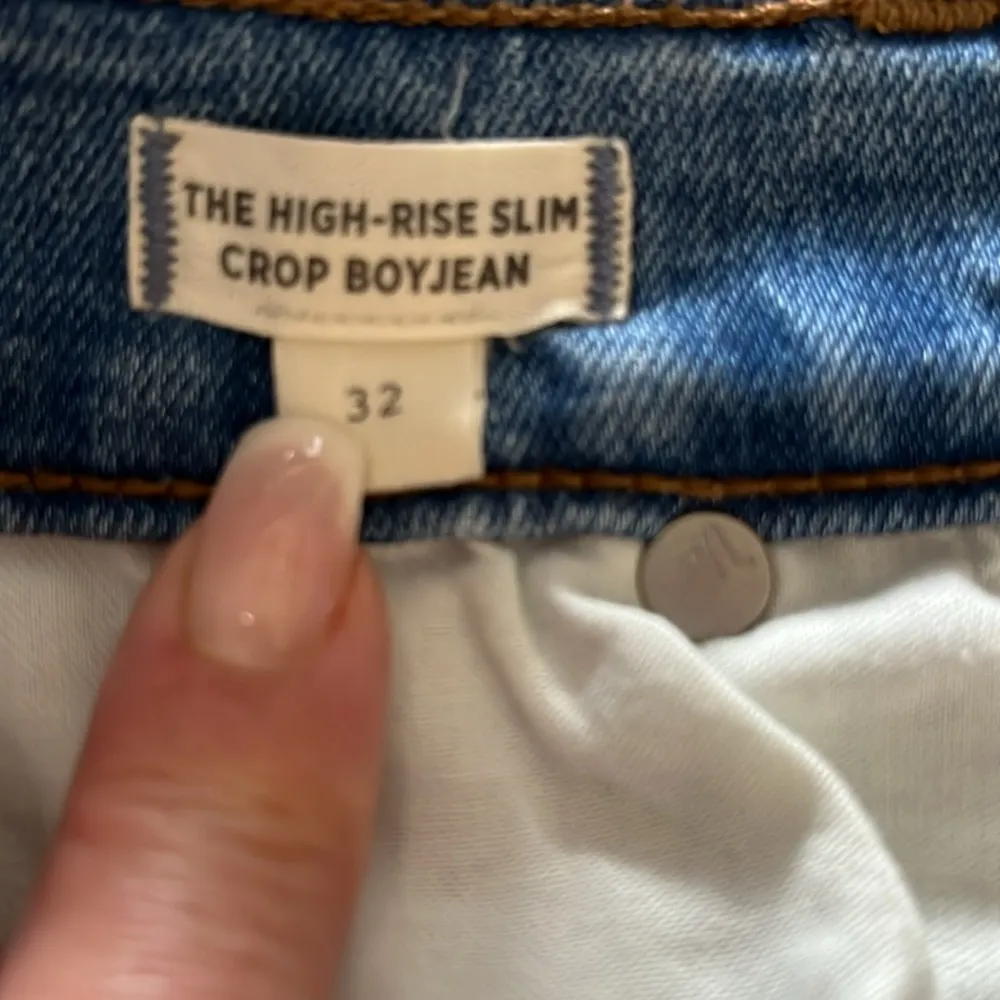 THE HIGH-RISE SLIM
CROP BOYJEAN
32